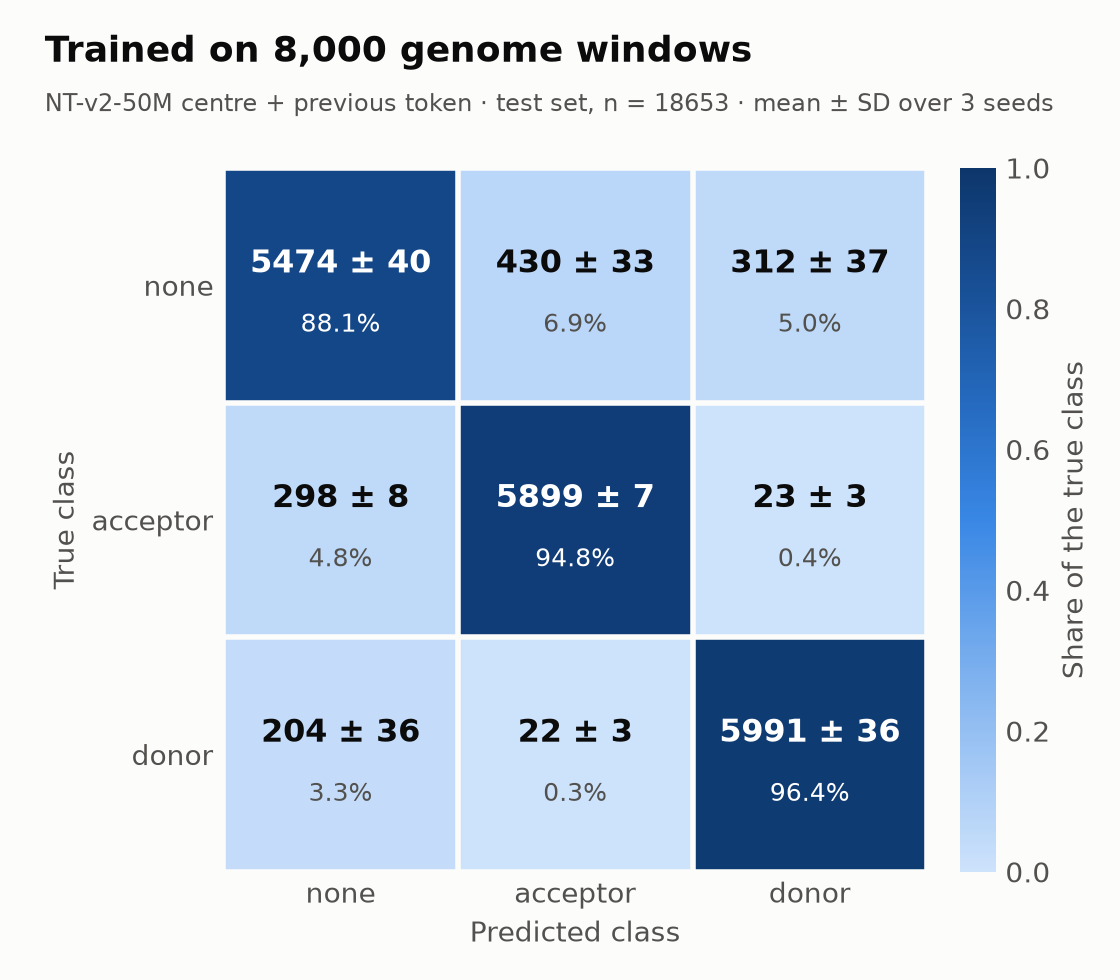 Trained on 8,000 genome windows
NT-v2-50M centre + previous token · test set, n = 18653 · mean ± SD over 3 seeds
1.0
0.8
0.6
0.4
0.2
0.0
Share of the true class
True class
none
5474 ± 40
430 ± 33
312 ± 37
88.1%
6.9%
5.0%
acceptor
298 ± 8
5899 ± 7
23 ± 3
4.8%
94.8%
0.4%
donor
204 ± 36
22 ± 3
5991 ± 36
3.3%
0.3%
96.4%
none
acceptor
donor
Predicted class